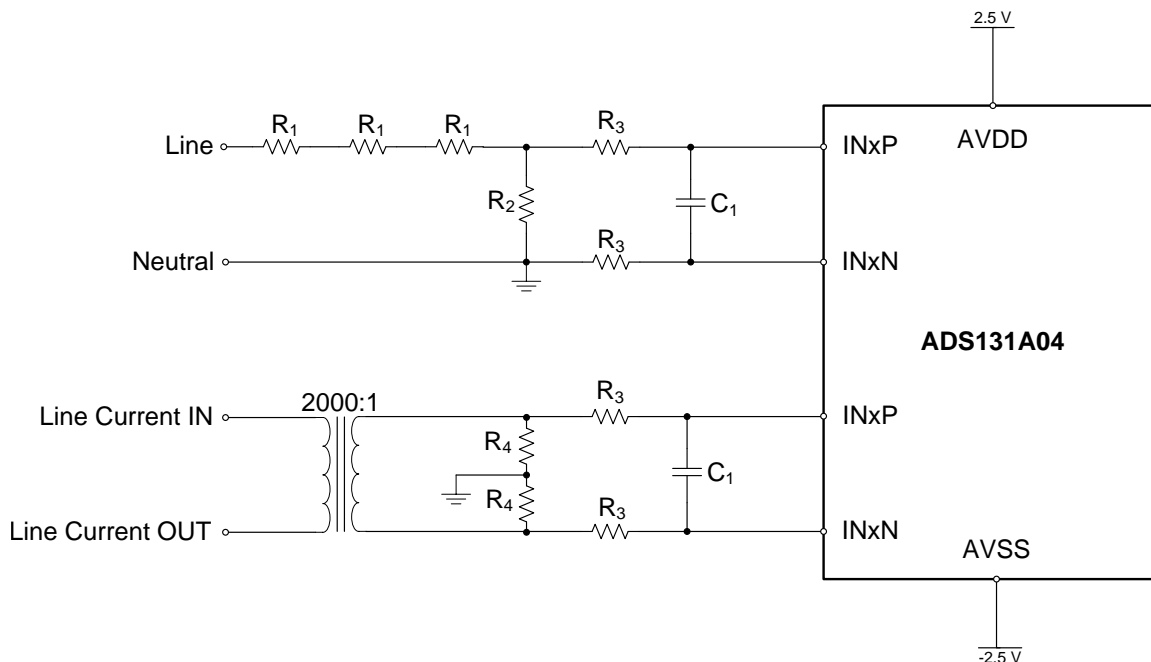 2.5 V
R1 R1 R1 R3
Line INxP AVDD
R2 C1
R3
Neutral INxN
ADS131A04
2000:1 R3
Line Current IN INxP
R4
C1
R4
R3
Line Current OUT INxN
AVSS
-2.5 V